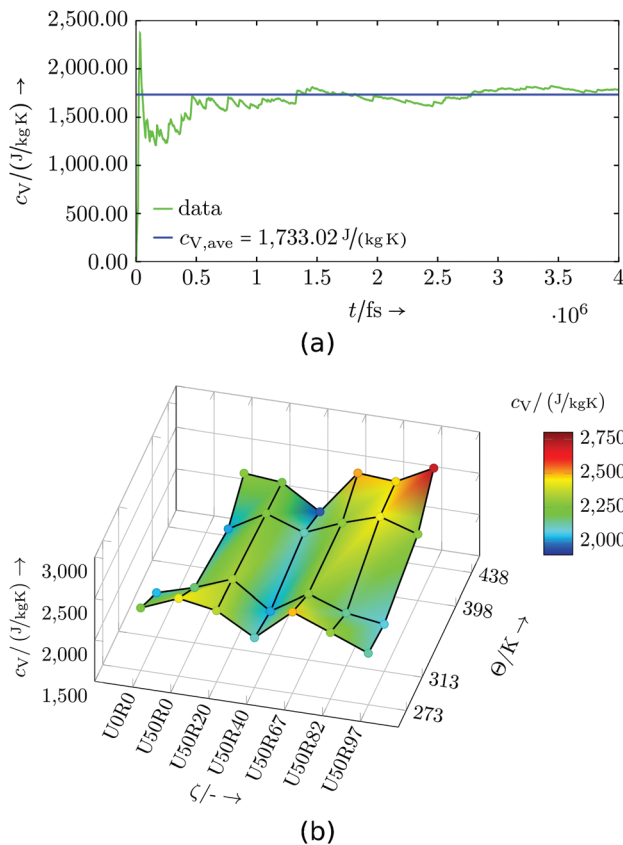 2,500.00
2,000.00
1,500.00
1,000.00
500.00
0.00
c_V/(J/kg K) →
data
c_V,ave = 1,733.02 J/(kg K)
0 0.5 1 1.5 2 2.5 3 3.5 4
t/fs →
·10^6
(a)
c_V/ (J/kgK)
2,750
2,500
2,250
2,000
3,000
2,500
2,000
1,500
c_V/ (J/kgK) →
438
398
313
273
Θ/K →
U0R0
U50R0
U50R20
U50R40
U50R67
U50R82
U50R97
ζ/- →
(b)